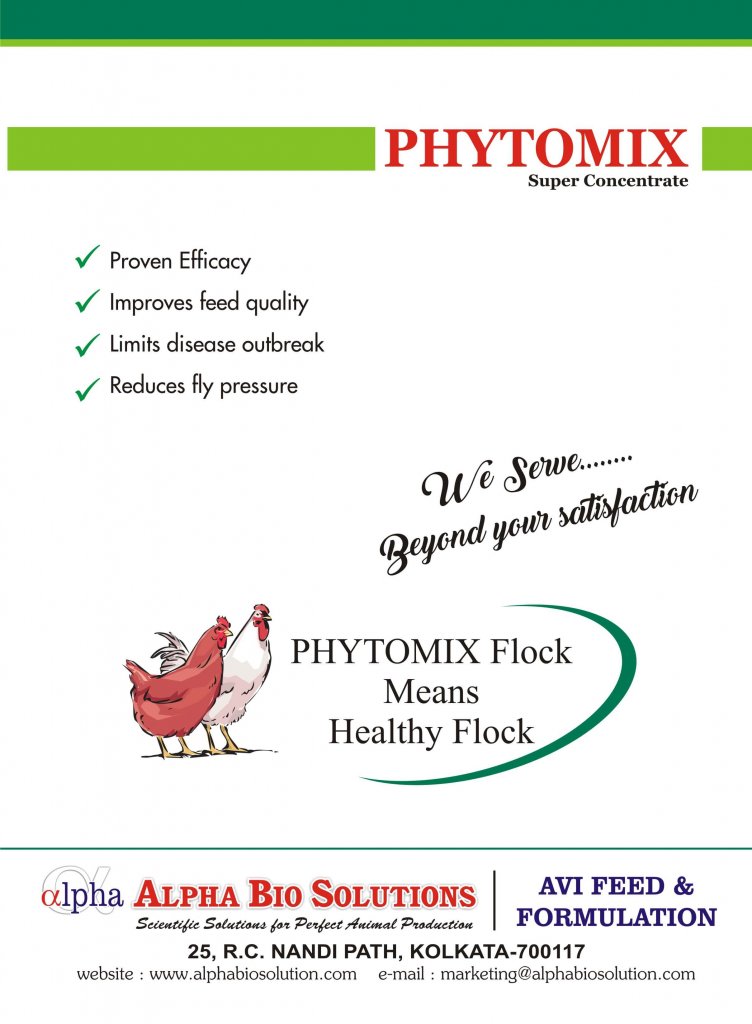 PHYTOMIX
Super Concentrate
Proven Efficacy
Improves feed quality
Limits disease outbreak
Reduces fly pressure
We Serve........
Beyond your satisfaction
PHYTOMIX Flock
Means
Healthy Flock
αlpha ALPHA BIO SOLUTIONS
Scientific Solutions for Perfect Animal Production
AVI FEED &
FORMULATION
25, R.C. NANDI PATH, KOLKATA-700117
website : www.alphabiosolution.com e-mail : marketing@alphabiosolution.com